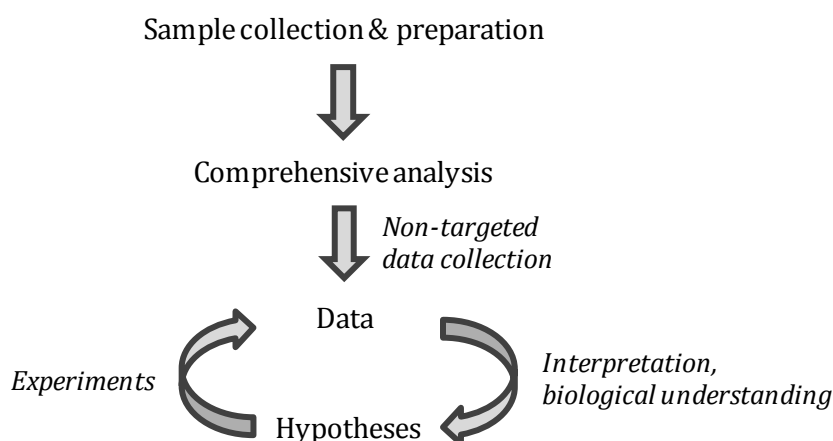 Sample collection & preparation
Comprehensive analysis
Non-targeted
data collection
Data
Experiments
Interpretation,
biological understanding
Hypotheses